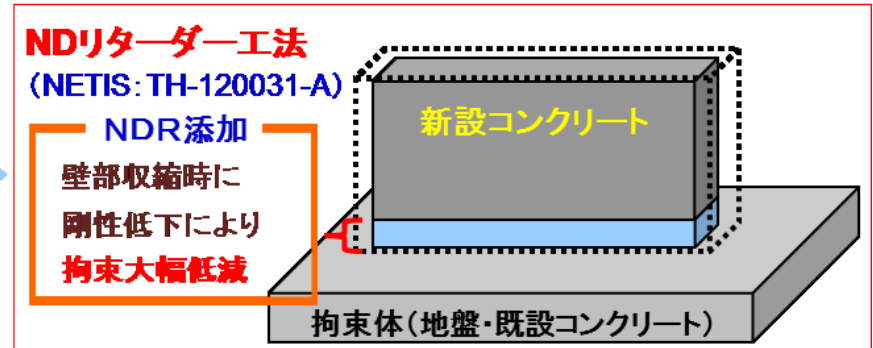 NDリターダー工法
（NETIS：TH-120031-A）
NDR添加
壁部収縮時に
剛性低下により
拘束大幅低減
新設コンクリート
拘束体（地盤・既設コンクリート）